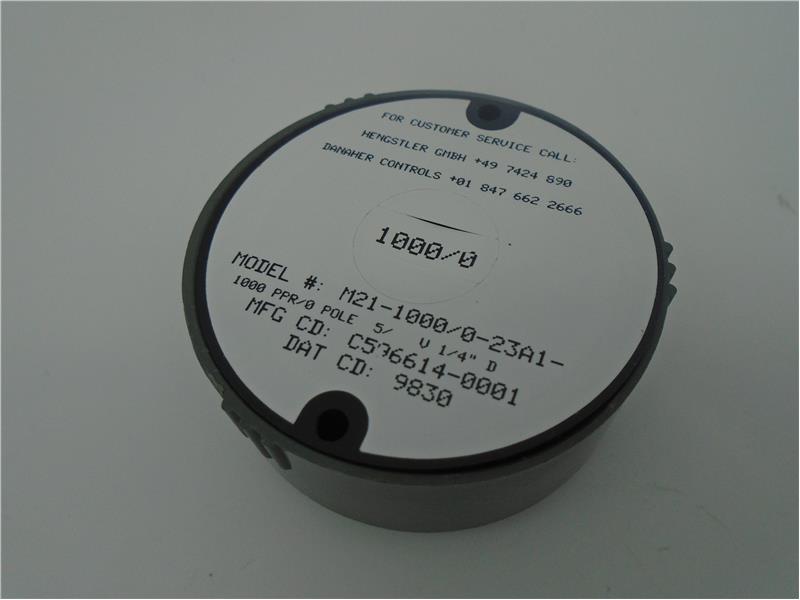 FOR CUSTOMER SERVICE CALL:
HENGSTLER GMBH +49 7424 890
DANAHER CONTROLS +01 847 662 2666
1000/0
MODEL #: M21-1000/0-23A1-
1000 PPR/0 POLE 5/ V 1/4" D
MFG CD:
DAT CD: 9830